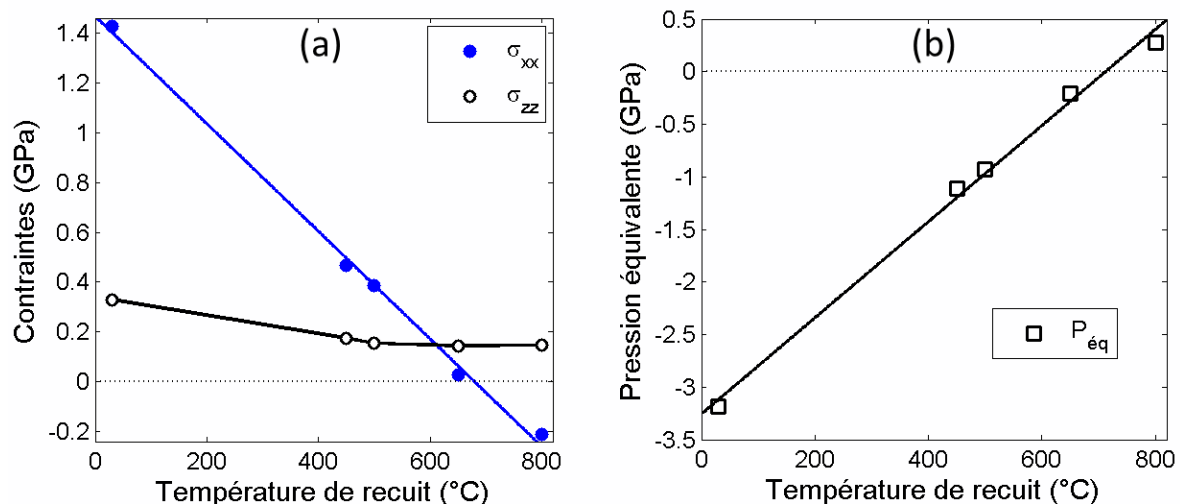 (a)
σxx
σzz
Contraintes (GPa)
1.4
1.2
1
0.8
0.6
0.4
0.2
0
-0.2
0 200 400 600 800
Température de recuit (°C)
(b)
Péq
Pression équivalente (GPa)
0.5
0
-0.5
-1
-1.5
-2
-2.5
-3
-3.5
0 200 400 600 800
Température de recuit (°C)